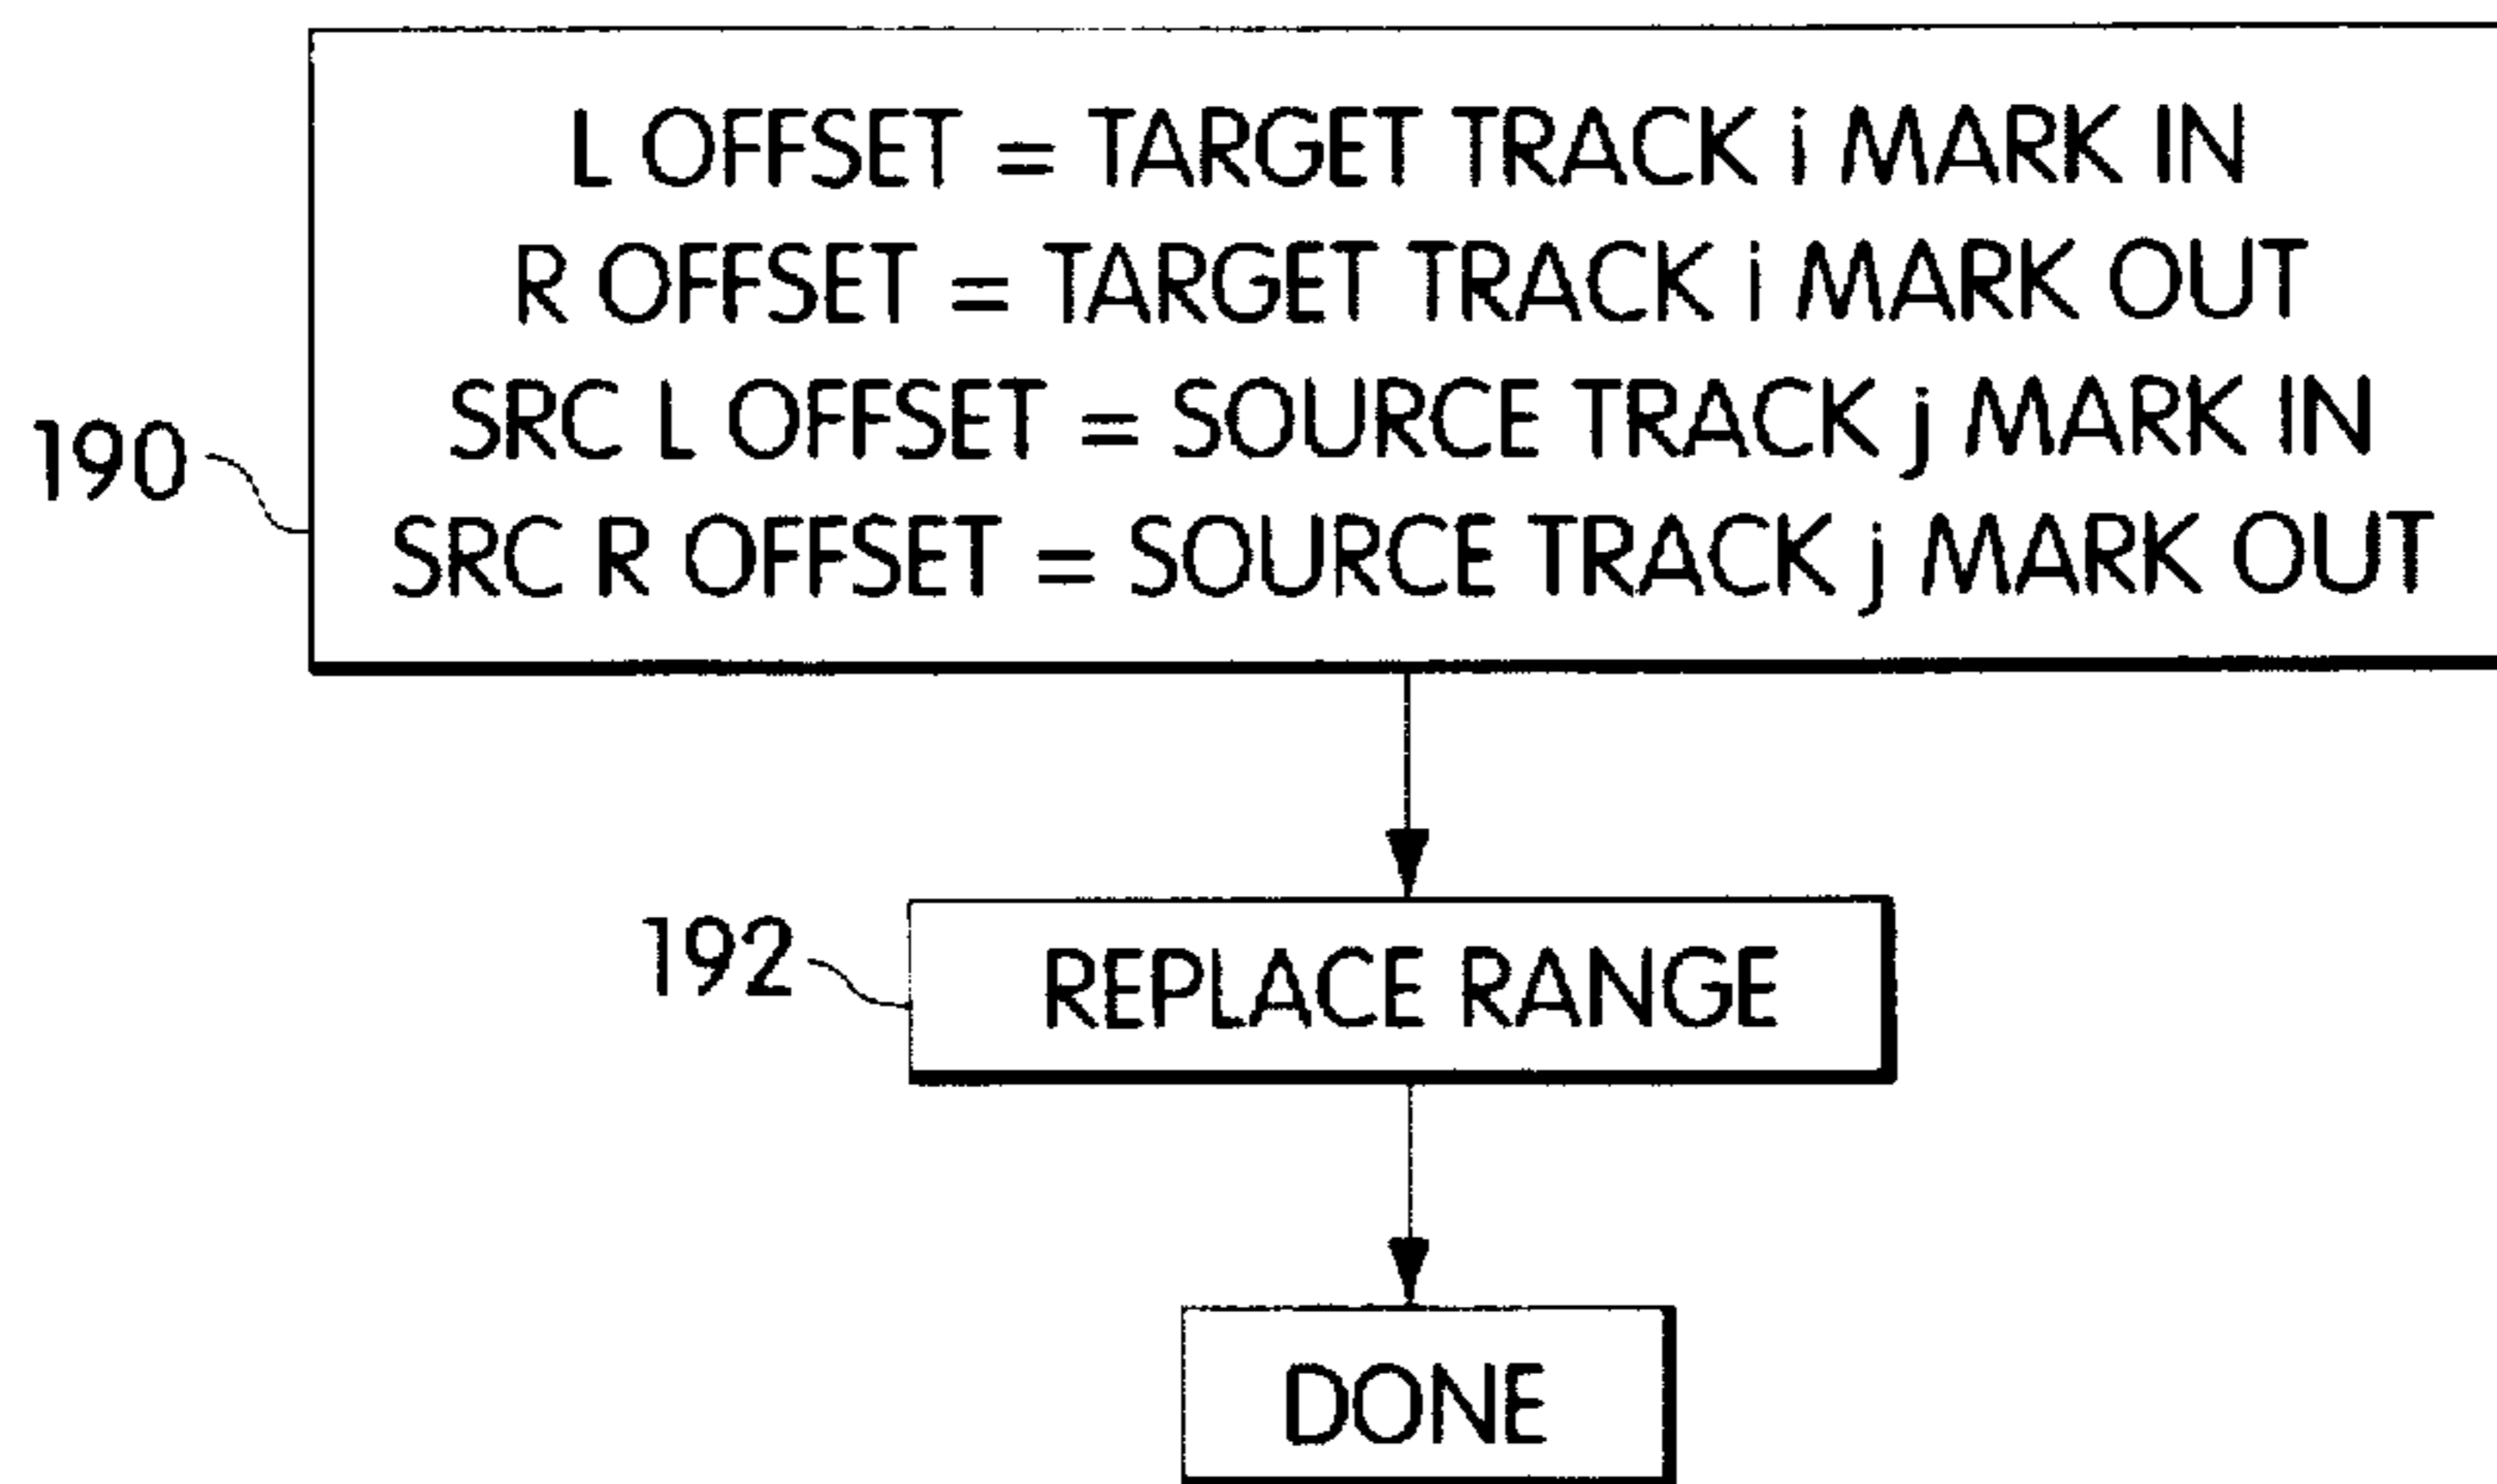 L OFFSET = TARGET TRACK i MARK IN
R OFFSET = TARGET TRACK i MARK OUT
SRC L OFFSET = SOURCE TRACK j MARK IN
190
SRC R OFFSET = SOURCE TRACK j MARK OUT
192
REPLACE RANGE
DONE